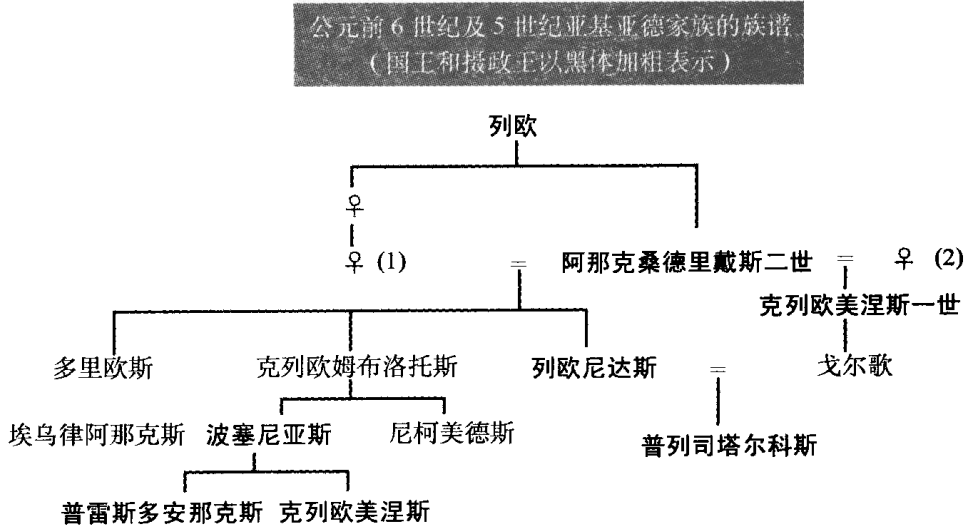 公元前6世纪及5世纪亚基亚德家族的族谱
（国王和摄政王以黑体加粗表示）
列欧
♀
♀ (1) = 阿那克桑德里戴斯二世 = ♀ (2)
克列欧美涅斯一世
多里欧斯 克列欧姆布洛托斯 列欧尼达斯 = 戈尔歌
埃乌律阿那克斯 波塞尼亚斯 尼柯美德斯 普列司塔尔科斯
普雷斯多安那克斯 克列欧美涅斯